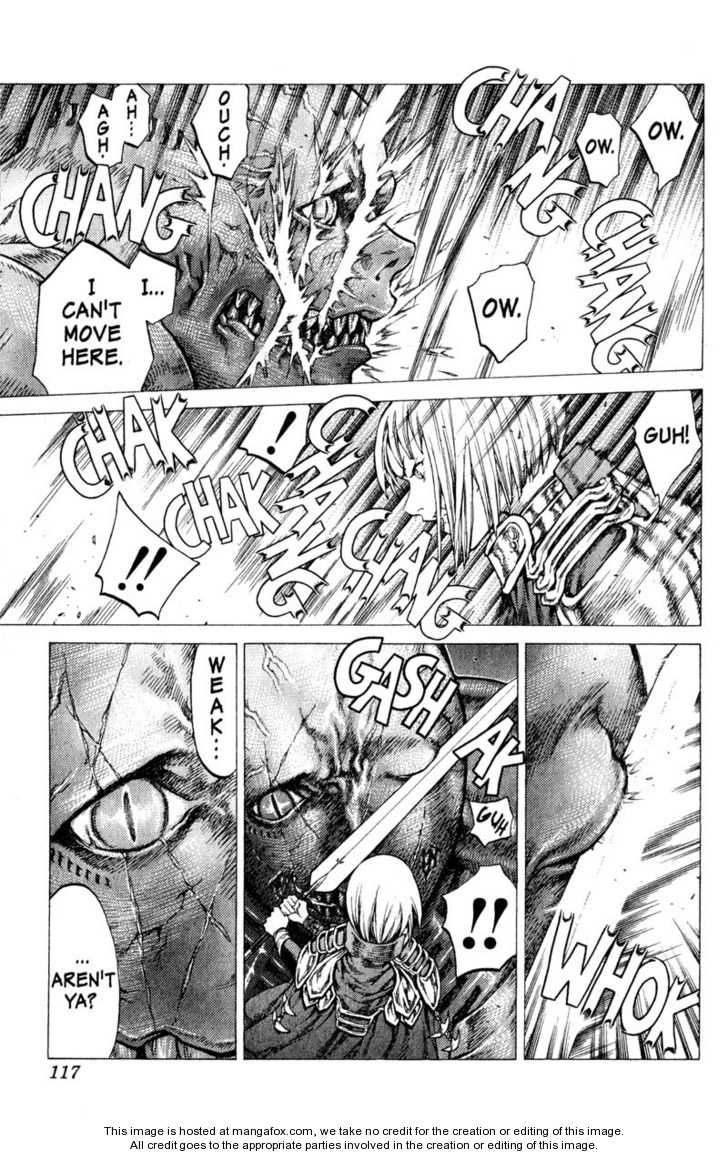 OW.
OW.
CHANG
CHANG
OW.
OUCH.
AH...
AGH.
CHANG
I...
I
CAN'T
MOVE
HERE.
GUH!
CHANG
CHANG
!
CHAK
CHAK
!!
WHOK
GASH
AK
GUH
!!
WEAK...
...
AREN'T
YA?
117
This image is hosted at mangafox.com, we take no credit for the creation or editing of this image.
All credit goes to the appropriate parties involved in the creation or editing of this image.